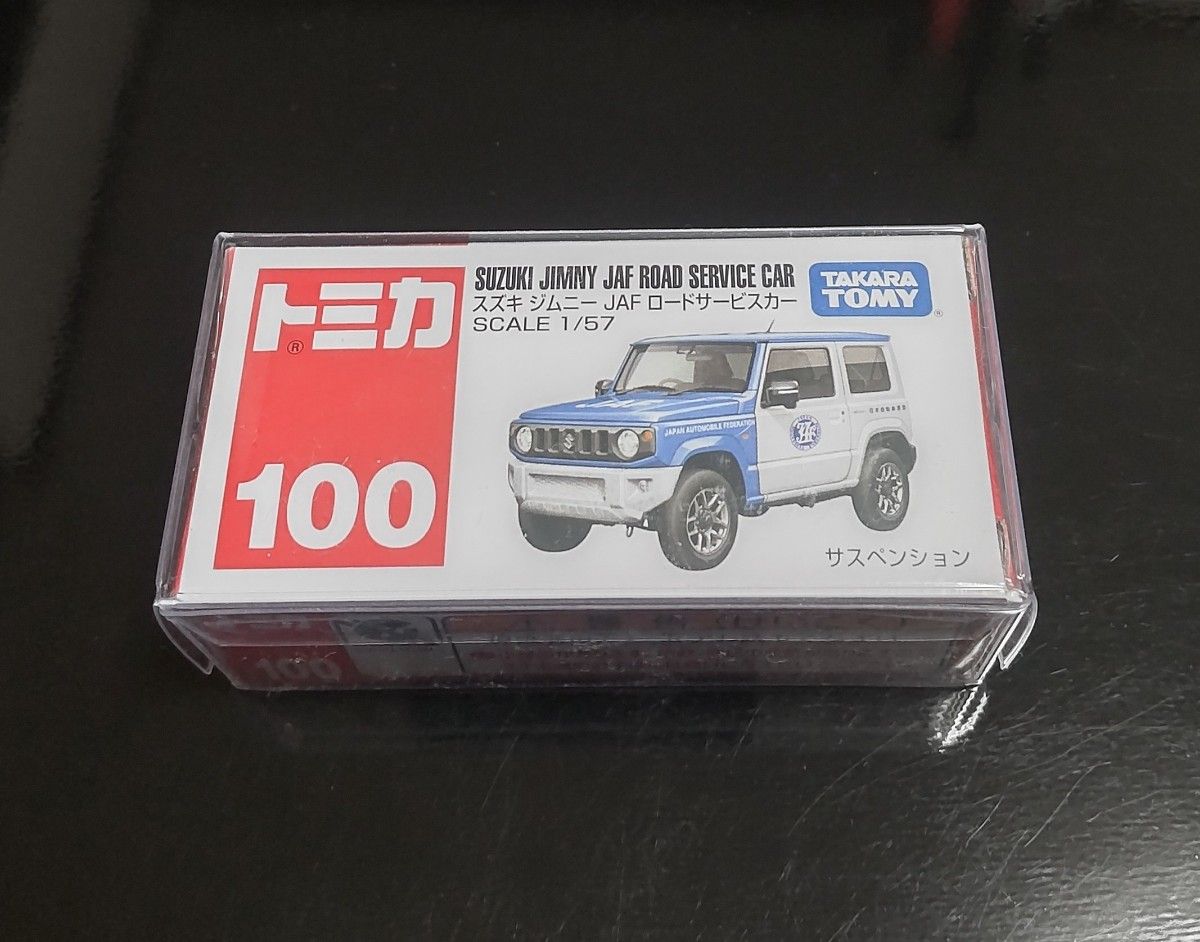 トミカ
®
100
SUZUKI JIMNY JAF ROAD SERVICE CAR
スズキ ジムニー JAF ロードサービスカー
SCALE 1/57
TAKARA
TOMY
®
JAPAN AUTOMOBILE FEDERATION
JAF
サスペンション
100